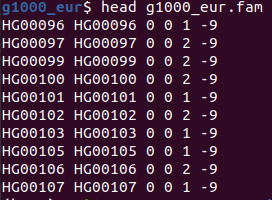 g1000_eur$ head g1000_eur.fam
HG00096 HG00096 0 0 1 -9
HG00097 HG00097 0 0 2 -9
HG00099 HG00099 0 0 2 -9
HG00100 HG00100 0 0 2 -9
HG00101 HG00101 0 0 1 -9
HG00102 HG00102 0 0 2 -9
HG00103 HG00103 0 0 1 -9
HG00105 HG00105 0 0 1 -9
HG00106 HG00106 0 0 2 -9
HG00107 HG00107 0 0 1 -9